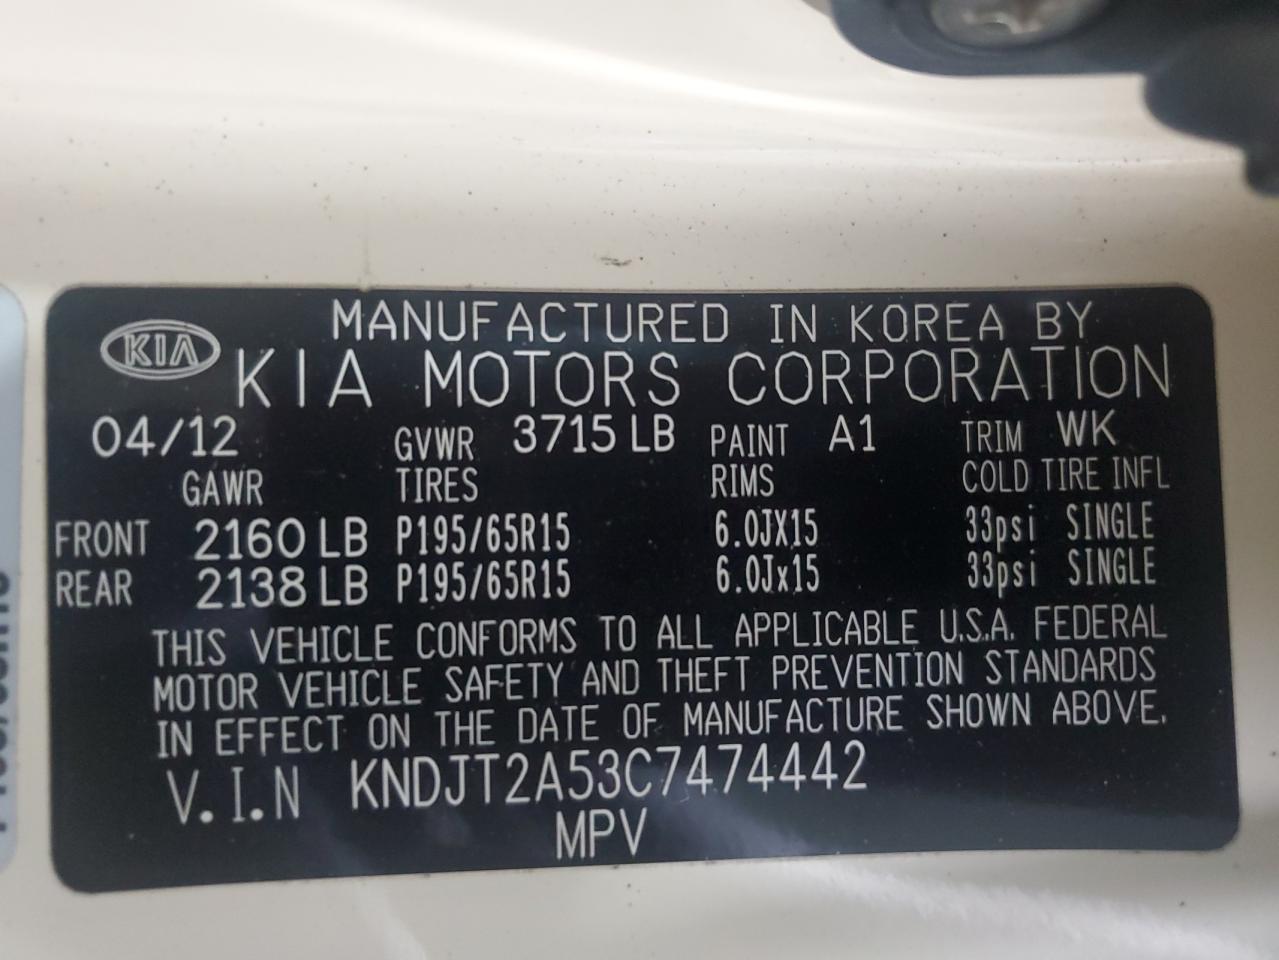 MANUFACTURED IN KOREA BY
KIA KIA MOTORS CORPORATION
04/12 GVWR 3715 LB PAINT A1 TRIM WK
GAWR TIRES RIMS COLD TIRE INFL
FRONT 2160 LB P195/65R15 6.0JX15 33psi SINGLE
REAR 2138 LB P195/65R15 6.0Jx15 33psi SINGLE
THIS VEHICLE CONFORMS TO ALL APPLICABLE U.S.A. FEDERAL
MOTOR VEHICLE SAFETY AND THEFT PREVENTION STANDARDS
IN EFFECT ON THE DATE OF MANUFACTURE SHOWN ABOVE.
V.I.N KNDJT2A53C7474442
MPV